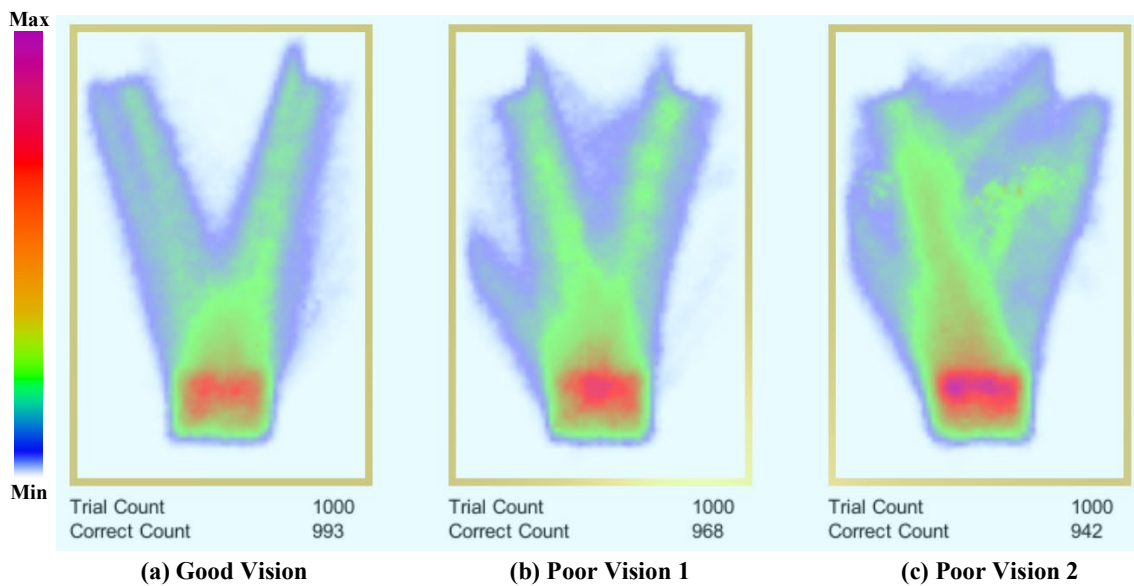 Max
Min
Trial Count 1000
Correct Count 993
Trial Count 1000
Correct Count 968
Trial Count 1000
Correct Count 942
(a) Good Vision
(b) Poor Vision 1
(c) Poor Vision 2